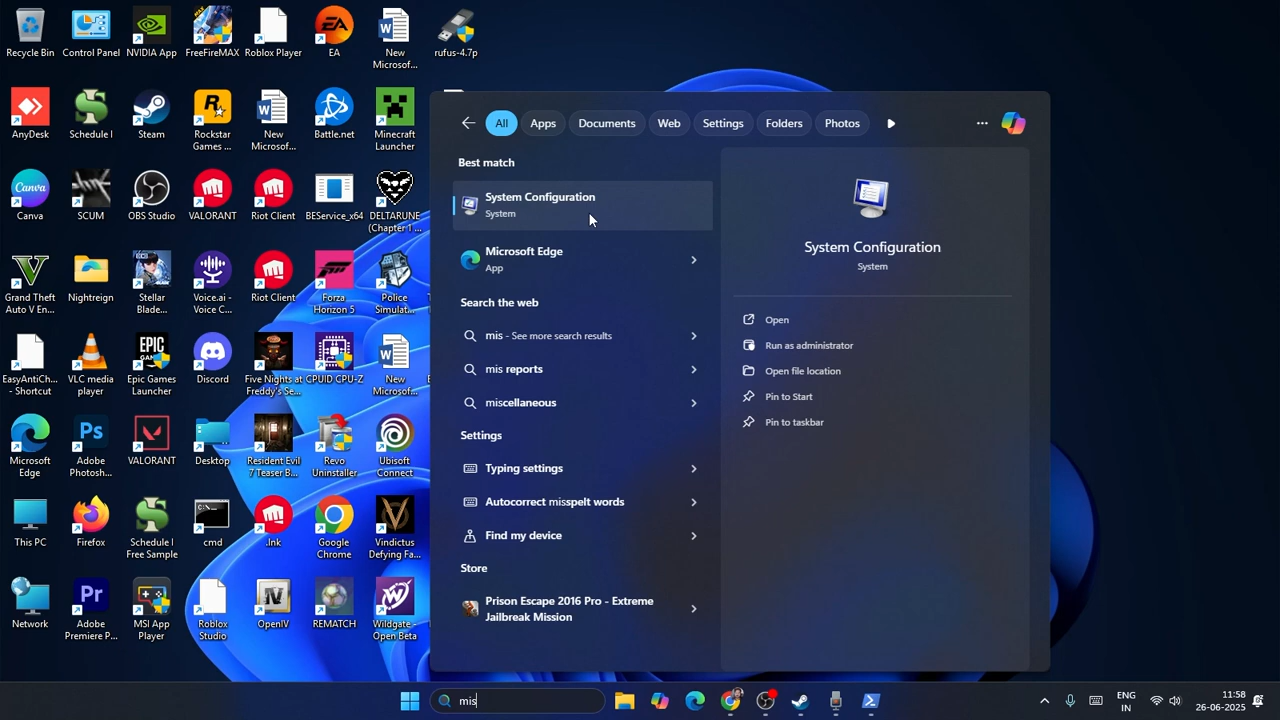 Recycle Bin
Control Panel
NVIDIA App
FreeFireMAX
Roblox Player
EA
New
Microsof...
rufus-4.7p
AnyDesk
Schedule I
Steam
Rockstar
Games ...
New
Microsof...
Battle.net
Minecraft
Launcher
Canva
SCUM
OBS Studio
VALORANT
Riot Client
BEService_x64
DELTARUNE
(Chapter 1 ...
Grand Theft
Auto V En...
Nightreign
Stellar
Blade...
Voice.ai -
Voice C...
Riot Client
Forza
Horizon 5
Police
Simulat...
EasyAntiCh...
- Shortcut
VLC media
player
Epic Games
Launcher
Discord
Five Nights at
Freddy's Se...
CPUID CPU-Z
New
Microsof...
Microsoft
Edge
Adobe
Photosh...
VALORANT
Desktop
Resident Evil
7 Teaser B...
Revo
Uninstaller
Ubisoft
Connect
This PC
Firefox
Schedule I
Free Sample
cmd
.lnk
Google
Chrome
Vindictus
Defying Fa...
Network
Adobe
Premiere P...
MSI App
Player
Roblox
Studio
OpenIV
REMATCH
Wildgate -
Open Beta
All
Apps
Documents
Web
Settings
Folders
Photos
Best match
System Configuration
System
Microsoft Edge
App
Search the web
mis - See more search results
mis reports
miscellaneous
Settings
Typing settings
Autocorrect misspelt words
Find my device
Store
Prison Escape 2016 Pro - Extreme
Jailbreak Mission
System Configuration
System
Open
Run as administrator
Open file location
Pin to Start
Pin to taskbar
mis
ENG
IN
11:58
26-06-2025